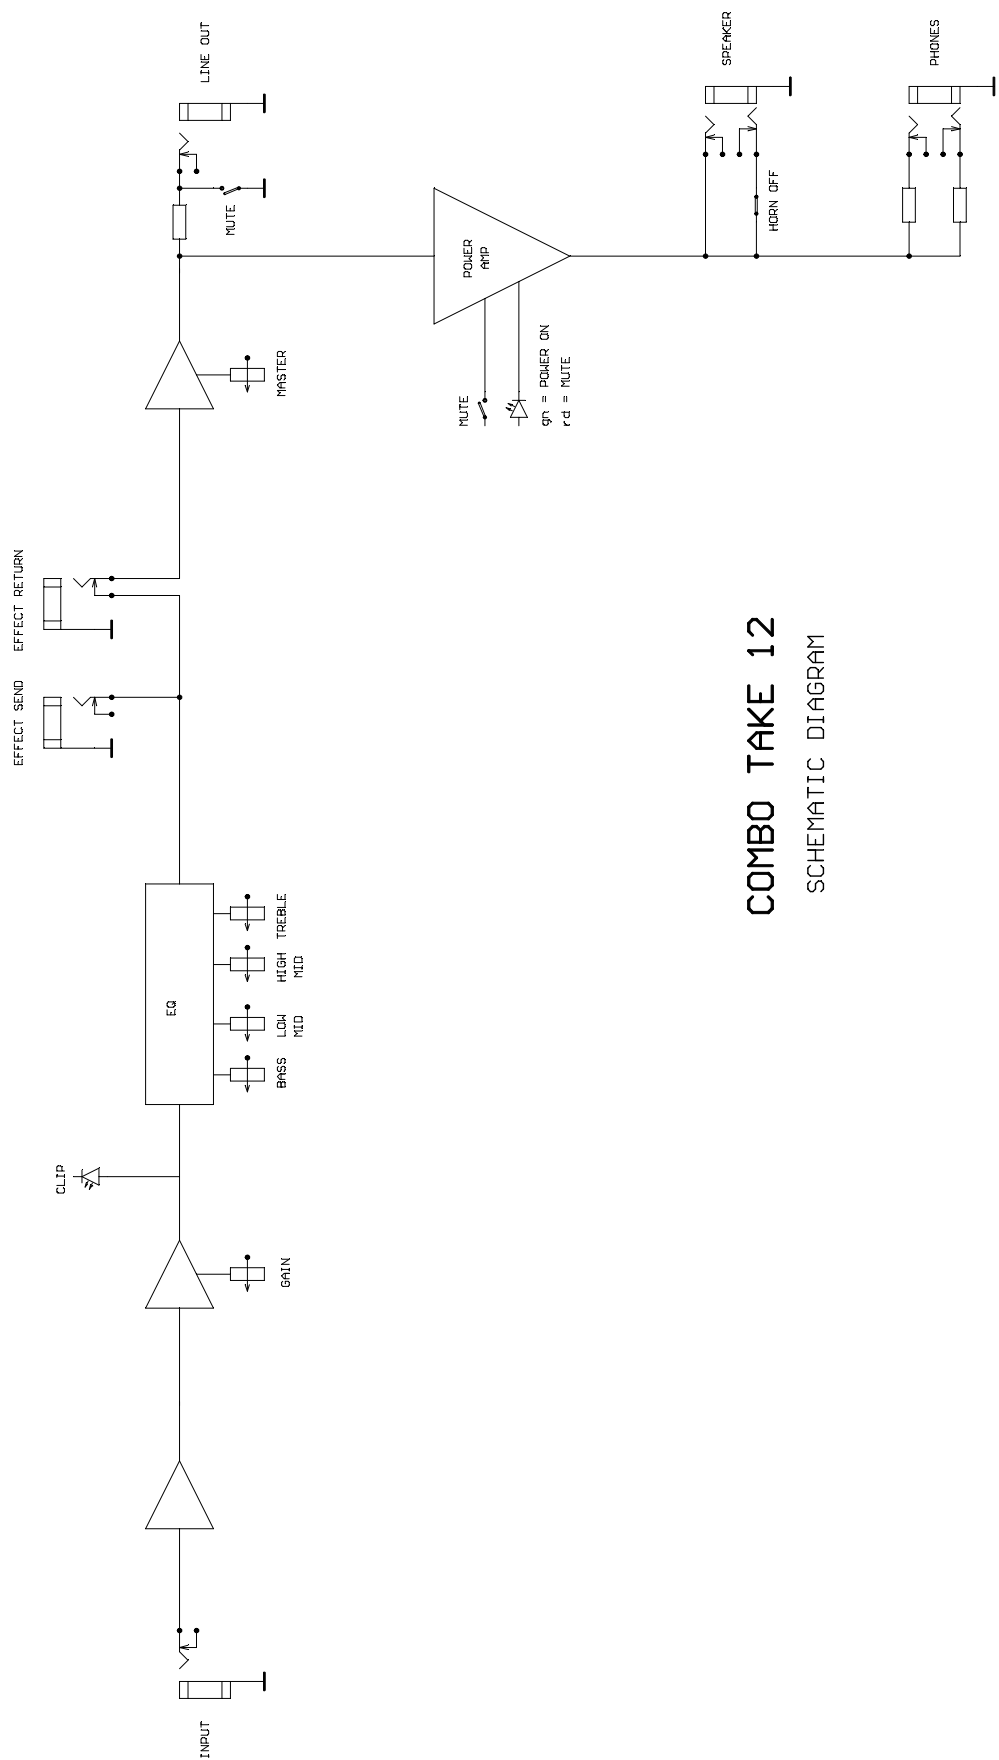 EFFECT SEND
EFFECT RETURN
CLIP
INPUT
EQ
LINE OUT
MUTE
GAIN
BASS
LOW
MID
HIGH
MID
TREBLE
MASTER
MUTE
POWER
AMP
gn = POWER ON
rd = MUTE
SPEAKER
HORN OFF
PHONES
COMBO TAKE 12
SCHEMATIC DIAGRAM